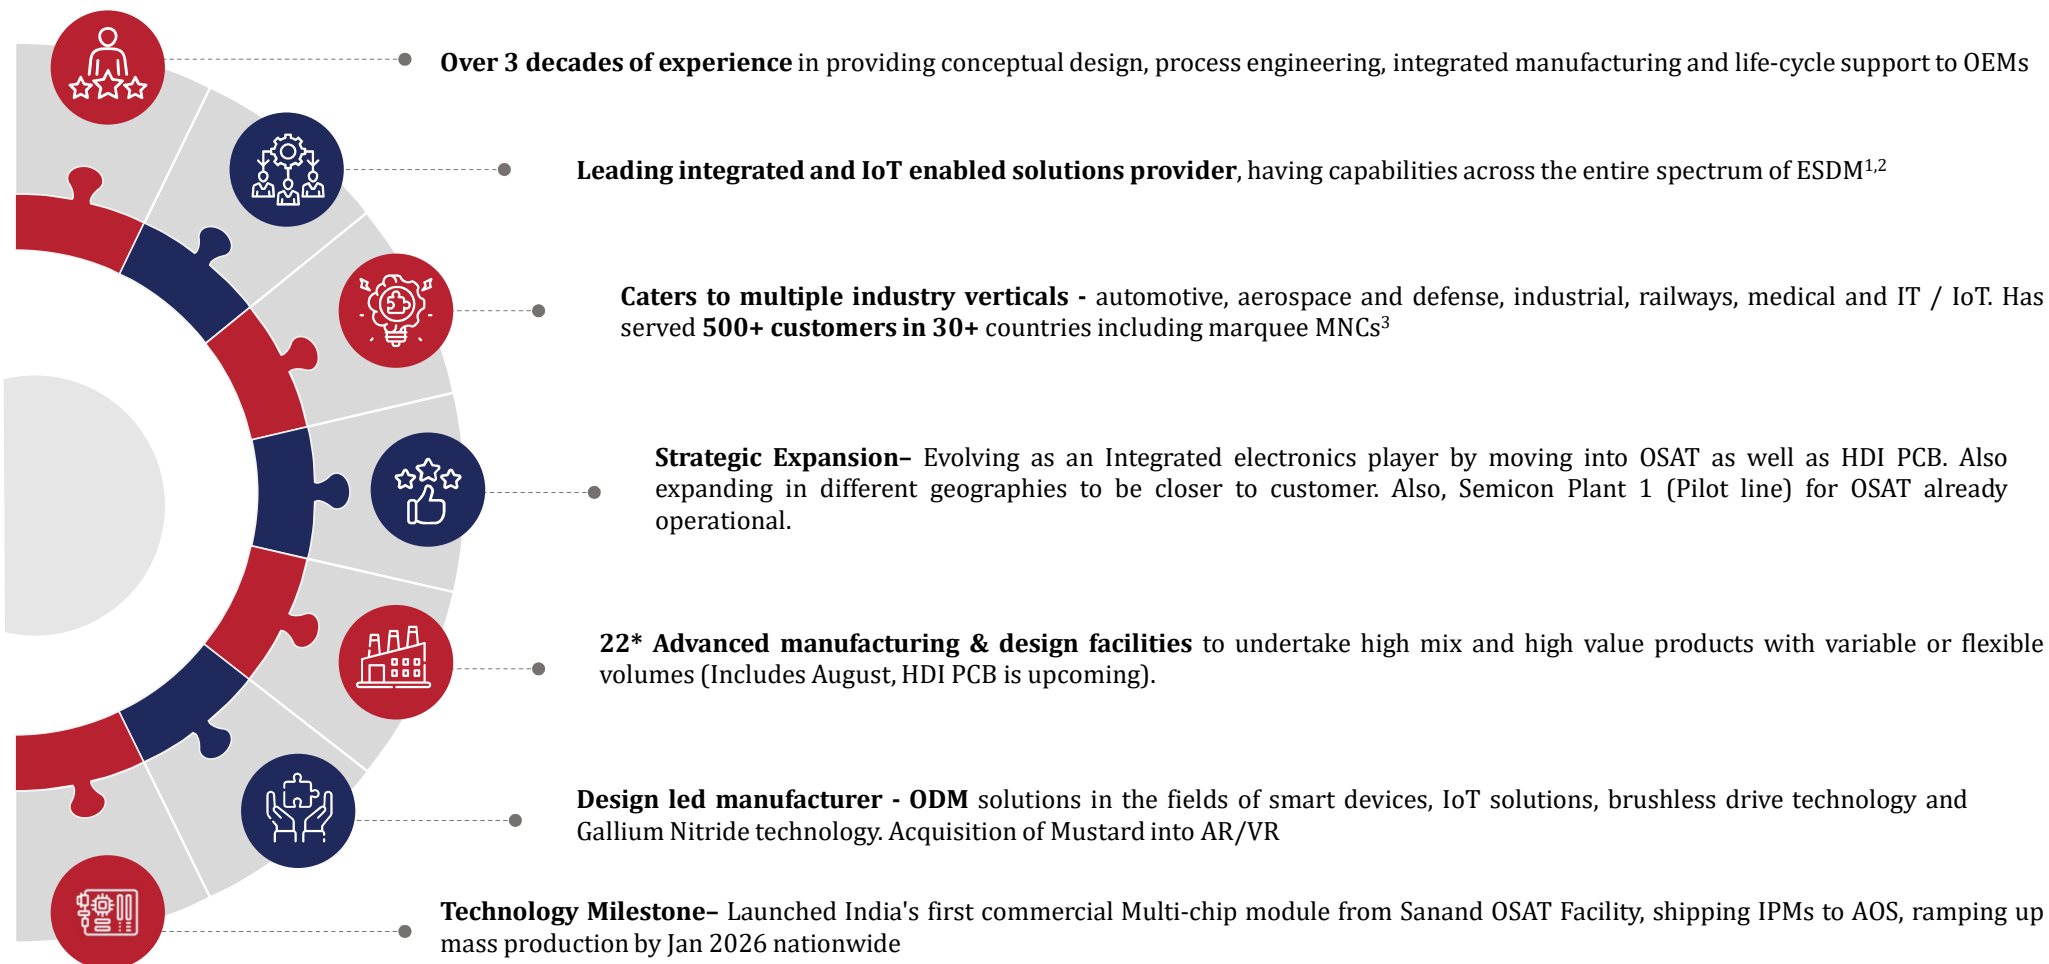 Over 3 decades of experience in providing conceptual design, process engineering, integrated manufacturing and life-cycle support to OEMs
Leading integrated and IoT enabled solutions provider, having capabilities across the entire spectrum of ESDM1,2
Caters to multiple industry verticals - automotive, aerospace and defense, industrial, railways, medical and IT / IoT. Has
served 500+ customers in 30+ countries including marquee MNCs3
Strategic Expansion– Evolving as an Integrated electronics player by moving into OSAT as well as HDI PCB. Also
expanding in different geographies to be closer to customer. Also, Semicon Plant 1 (Pilot line) for OSAT already
operational.
22* Advanced manufacturing & design facilities to undertake high mix and high value products with variable or flexible
volumes (Includes August, HDI PCB is upcoming).
Design led manufacturer - ODM solutions in the fields of smart devices, IoT solutions, brushless drive technology and
Gallium Nitride technology. Acquisition of Mustard into AR/VR
Technology Milestone– Launched India's first commercial Multi-chip module from Sanand OSAT Facility, shipping IPMs to AOS, ramping up
mass production by Jan 2026 nationwide